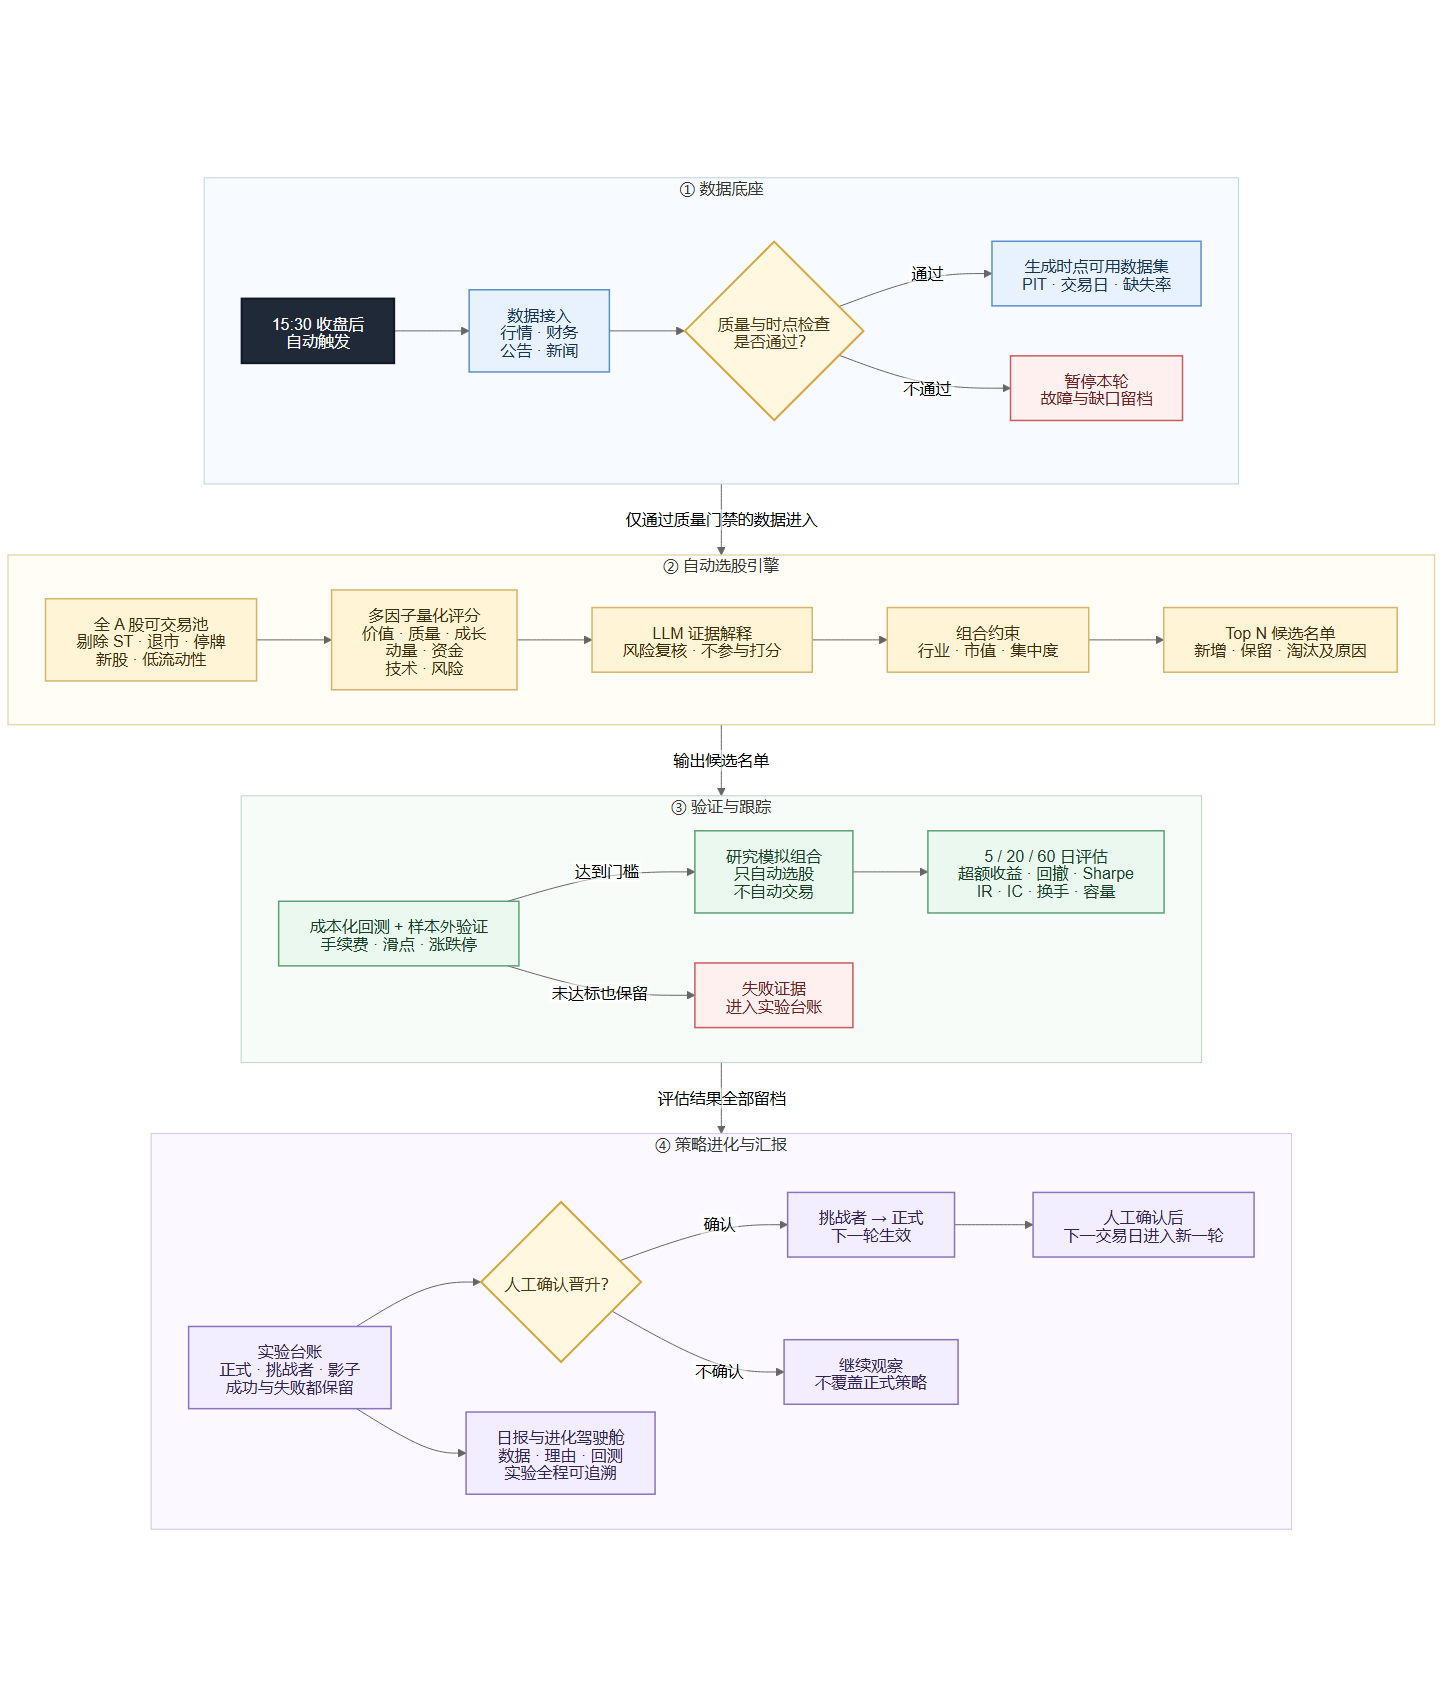 ① 数据底座
15:30 收盘后
自动触发
数据接入
行情 · 财务
公告 · 新闻
质量与时点检查
是否通过?
通过
生成时点可用数据集
PIT · 交易日 · 缺失率
不通过
暂停本轮
故障与缺口留档
仅通过质量门禁的数据进入
② 自动选股引擎
全 A 股可交易池
剔除 ST · 退市 · 停牌
新股 · 低流动性
多因子量化评分
价值 · 质量 · 成长
动量 · 资金
技术 · 风险
LLM 证据解释
风险复核 · 不参与打分
组合约束
行业 · 市值 · 集中度
Top N 候选名单
新增 · 保留 · 淘汰及原因
输出候选名单
③ 验证与跟踪
成本化回测 + 样本外验证
手续费 · 滑点 · 涨跌停
达到门槛
研究模拟组合
只自动选股
不自动交易
5 / 20 / 60 日评估
超额收益 · 回撤 · Sharpe
IR · IC · 换手 · 容量
未达标也保留
失败证据
进入实验台账
评估结果全部留档
④ 策略进化与汇报
实验台账
正式 · 挑战者 · 影子
成功与失败都保留
人工确认晋升?
确认
挑战者 → 正式
下一轮生效
人工确认后
下一交易日进入新一轮
不确认
继续观察
不覆盖正式策略
日报与进化驾驶舱
数据 · 理由 · 回测
实验全程可追溯